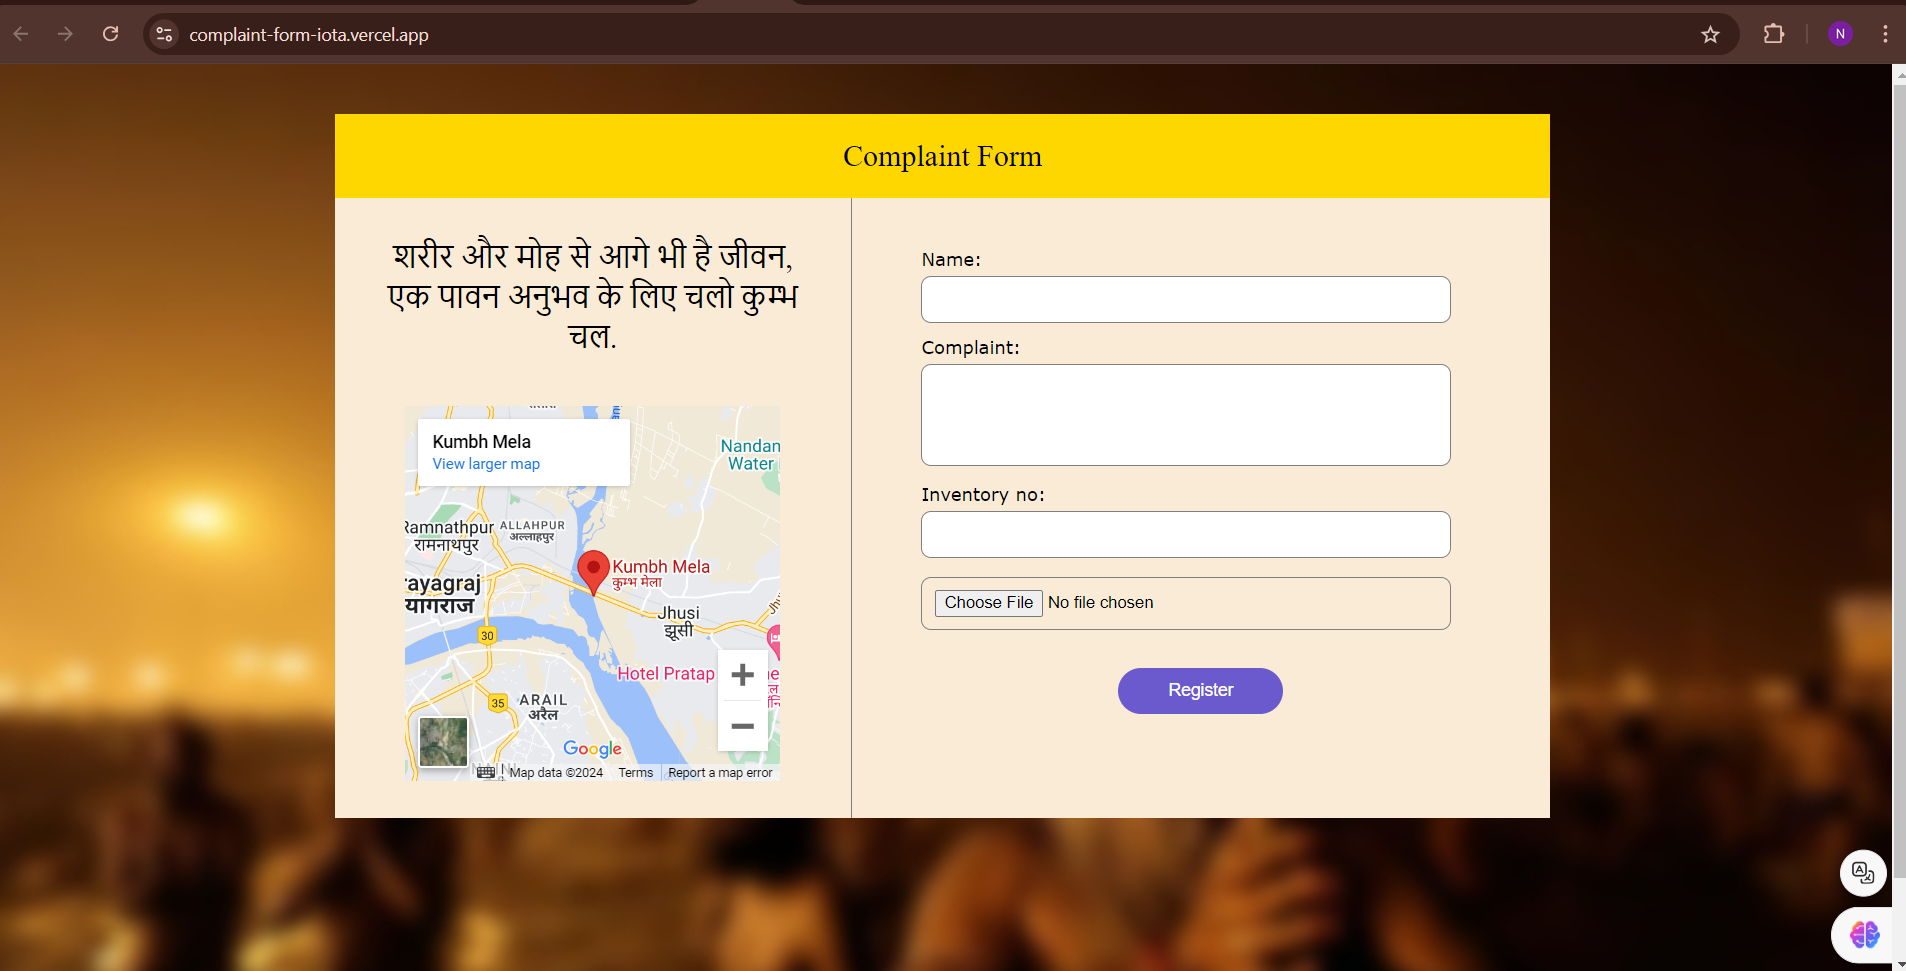 complaint-form-iota.vercel.app
N
Complaint Form
शरीर और मोह से आगे भी है जीवन,
एक पावन अनुभव के लिए चलो कुम्भ
चल.
Name:
Complaint:
Inventory no:
Choose File No file chosen
Register
Kumbh Mela
View larger map
Nandan
Water
Ramnathpur
रामनाथपुर
ALLAHPUR
अल्लाहपुर
Kumbh Mela
कुम्भ मेला
rayagraj
यागराज
Jhusi
झूसी
30
Hotel Pratap
35
ARAIL
अरैल
Google
Map data ©2024 Terms Report a map error